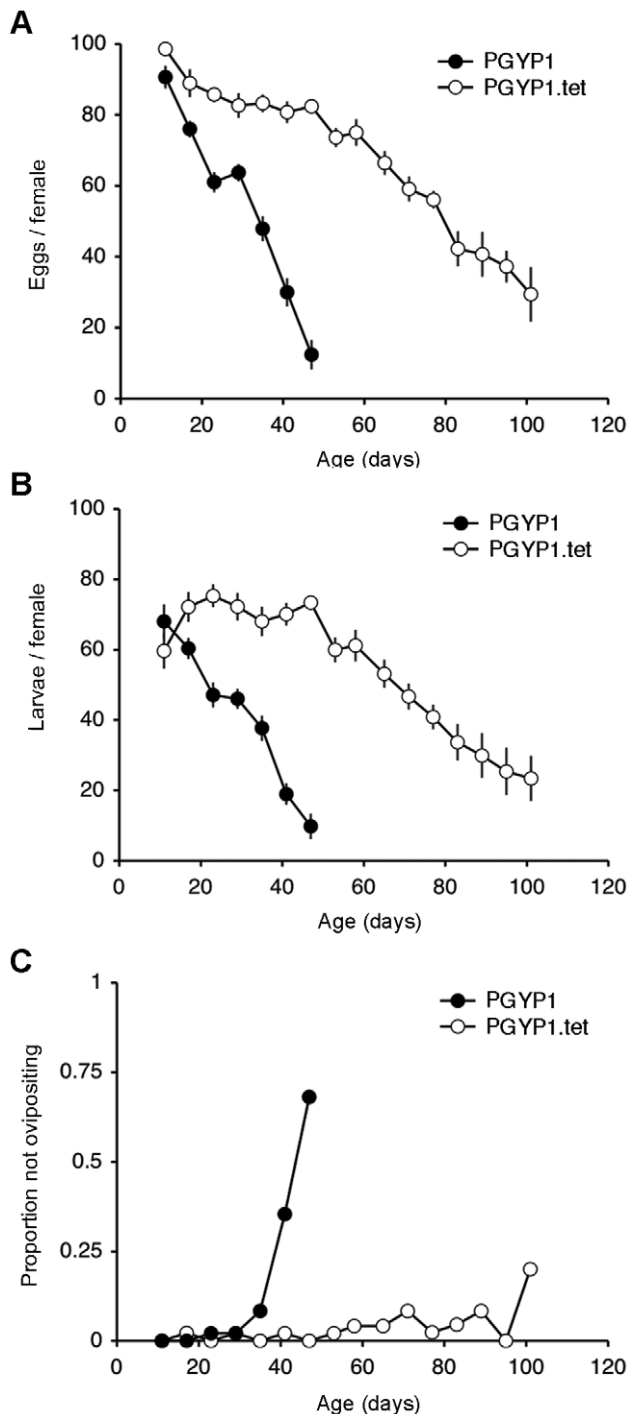 A
100
80
60
40
20
0
Eggs / female
PGYP1
PGYP1.tet
0 20 40 60 80 100 120
Age (days)
B
100
80
60
40
20
0
Larvae / female
PGYP1
PGYP1.tet
0 20 40 60 80 100 120
Age (days)
C
1
0.75
0.5
0.25
0
Proportion not ovipositing
PGYP1
PGYP1.tet
0 20 40 60 80 100 120
Age (days)